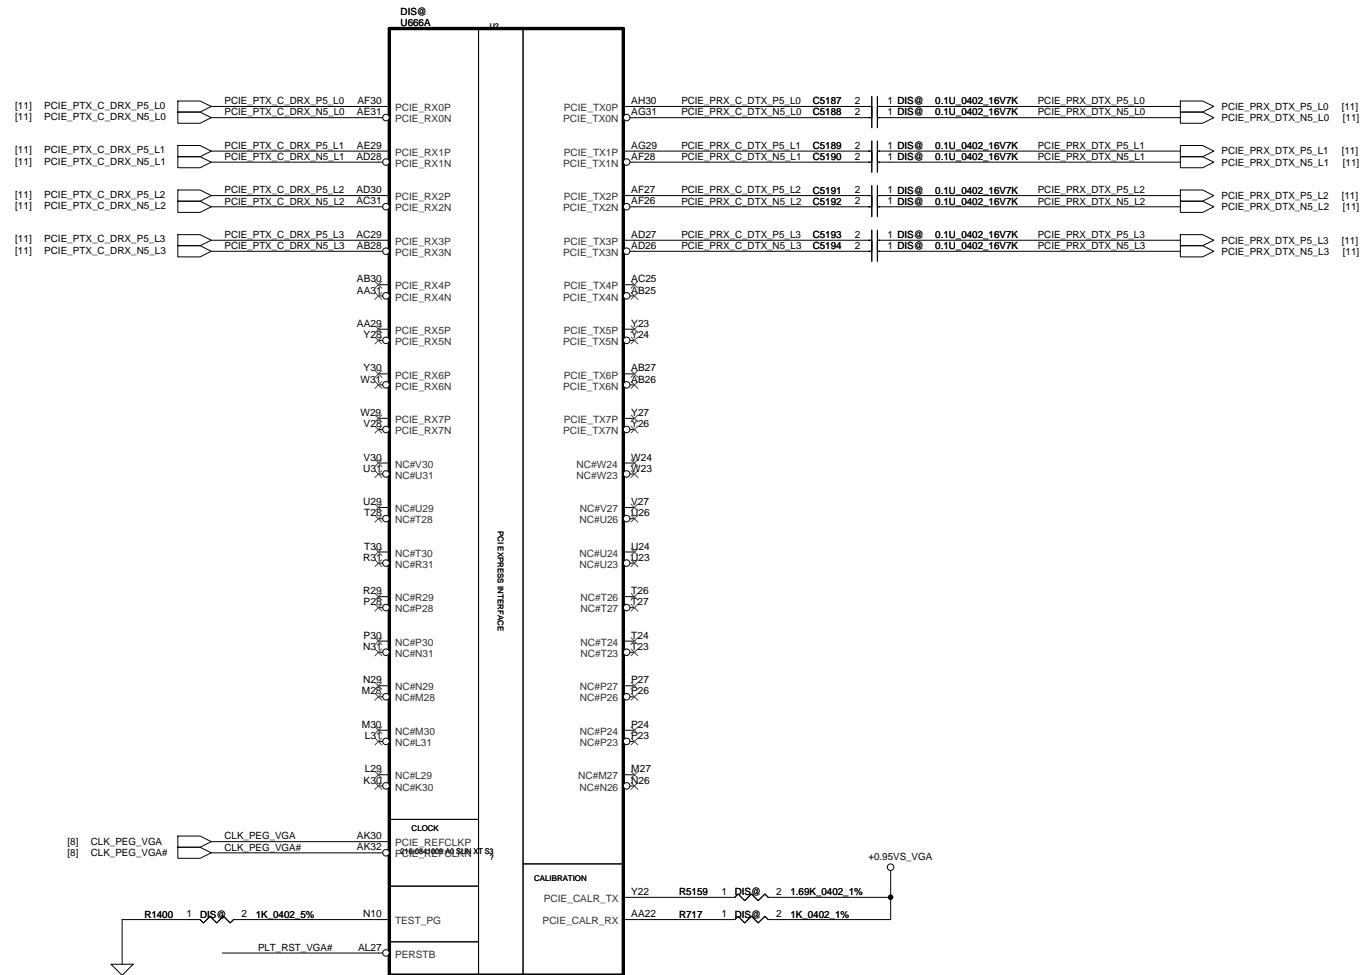 DIS@
U666A
U?
[11] PCIE_PTX_C_DRX_P5_L0 PCIE_PTX_C_DRX_P5_L0 AF30 PCIE_RX0P PCIE_TX0P AH30 PCIE_PRX_C_DTX_P5_L0 C5187 2 1 DIS@ 0.1U_0402_16V7K PCIE_PRX_DTX_P5_L0 PCIE_PRX_DTX_P5_L0 [11]
[11] PCIE_PTX_C_DRX_N5_L0 PCIE_PTX_C_DRX_N5_L0 AE31 PCIE_RX0N PCIE_TX0N AG31 PCIE_PRX_C_DTX_N5_L0 C5188 2 1 DIS@ 0.1U_0402_16V7K PCIE_PRX_DTX_N5_L0 PCIE_PRX_DTX_N5_L0 [11]
[11] PCIE_PTX_C_DRX_P5_L1 PCIE_PTX_C_DRX_P5_L1 AE29 PCIE_RX1P PCIE_TX1P AG29 PCIE_PRX_C_DTX_P5_L1 C5189 2 1 DIS@ 0.1U_0402_16V7K PCIE_PRX_DTX_P5_L1 PCIE_PRX_DTX_P5_L1 [11]
[11] PCIE_PTX_C_DRX_N5_L1 PCIE_PTX_C_DRX_N5_L1 AD28 PCIE_RX1N PCIE_TX1N AF28 PCIE_PRX_C_DTX_N5_L1 C5190 2 1 DIS@ 0.1U_0402_16V7K PCIE_PRX_DTX_N5_L1 PCIE_PRX_DTX_N5_L1 [11]
[11] PCIE_PTX_C_DRX_P5_L2 PCIE_PTX_C_DRX_P5_L2 AD30 PCIE_RX2P PCIE_TX2P AF27 PCIE_PRX_C_DTX_P5_L2 C5191 2 1 DIS@ 0.1U_0402_16V7K PCIE_PRX_DTX_P5_L2 PCIE_PRX_DTX_P5_L2 [11]
[11] PCIE_PTX_C_DRX_N5_L2 PCIE_PTX_C_DRX_N5_L2 AC31 PCIE_RX2N PCIE_TX2N AF26 PCIE_PRX_C_DTX_N5_L2 C5192 2 1 DIS@ 0.1U_0402_16V7K PCIE_PRX_DTX_N5_L2 PCIE_PRX_DTX_N5_L2 [11]
[11] PCIE_PTX_C_DRX_P5_L3 PCIE_PTX_C_DRX_P5_L3 AC29 PCIE_RX3P PCIE_TX3P AD27 PCIE_PRX_C_DTX_P5_L3 C5193 2 1 DIS@ 0.1U_0402_16V7K PCIE_PRX_DTX_P5_L3 PCIE_PRX_DTX_P5_L3 [11]
[11] PCIE_PTX_C_DRX_N5_L3 PCIE_PTX_C_DRX_N5_L3 AB28 PCIE_RX3N PCIE_TX3N AD26 PCIE_PRX_C_DTX_N5_L3 C5194 2 1 DIS@ 0.1U_0402_16V7K PCIE_PRX_DTX_N5_L3 PCIE_PRX_DTX_N5_L3 [11]
AB30 PCIE_RX4P PCIE_TX4P AC25
AA31 PCIE_RX4N PCIE_TX4N AB25
AA29 PCIE_RX5P PCIE_TX5P Y23
Y28 PCIE_RX5N PCIE_TX5N Y24
Y30 PCIE_RX6P PCIE_TX6P AB27
W31 PCIE_RX6N PCIE_TX6N AB26
W29 PCIE_RX7P PCIE_TX7P Y27
V28 PCIE_RX7N PCIE_TX7N Y26
V30 NC#V30 NC#W24 W24
U31 NC#U31 NC#W23 W23
U29 NC#U29 NC#V27 V27
T28 NC#T28 NC#U26 U26
PCI EXPRESS INTERFACE
T30 NC#T30 NC#U24 U24
R31 NC#R31 NC#U23 U23
R29 NC#R29 NC#T26 T26
P28 NC#P28 NC#T27 T27
P30 NC#P30 NC#T24 T24
N31 NC#N31 NC#T23 T23
N29 NC#N29 NC#P27 P27
M28 NC#M28 NC#P26 P26
M30 NC#M30 NC#P24 P24
L31 NC#L31 NC#P23 P23
L29 NC#L29 NC#M27 M27
K30 NC#K30 NC#N26 N26
CLOCK
[8] CLK_PEG_VGA CLK_PEG_VGA AK30 PCIE_REFCLKP
[8] CLK_PEG_VGA# CLK_PEG_VGA# AK32 PCIE_REFCLKN
216-0841009 A0 SUN XT S3
?
+0.95VS_VGA
CALIBRATION
PCIE_CALR_TX Y22 R5159 1 DIS@ 2 1.69K_0402_1%
R1400 1 DIS@ 2 1K_0402_5% N10 TEST_PG PCIE_CALR_RX AA22 R717 1 DIS@ 2 1K_0402_1%
PLT_RST_VGA# AL27 PERSTB